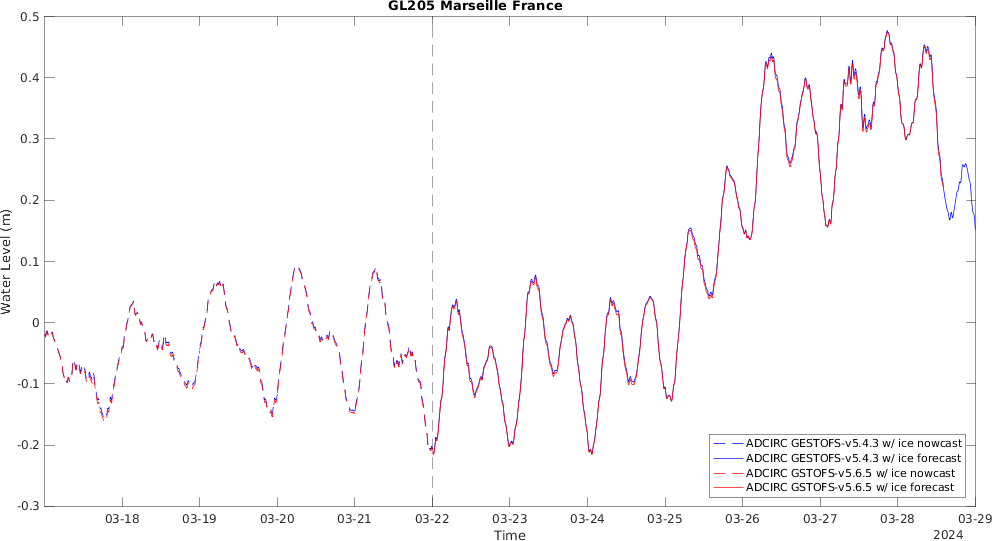 GL205 Marseille France
0.5
0.4
0.3
0.2
0.1
0
-0.1
-0.2
-0.3
Water Level (m)
ADCIRC GESTOFS-v5.4.3 w/ ice nowcast
ADCIRC GESTOFS-v5.4.3 w/ ice forecast
ADCIRC GSTOFS-v5.6.5 w/ ice nowcast
ADCIRC GSTOFS-v5.6.5 w/ ice forecast
03-18 03-19 03-20 03-21 03-22 03-23 03-24 03-25 03-26 03-27 03-28 03-29
Time
2024